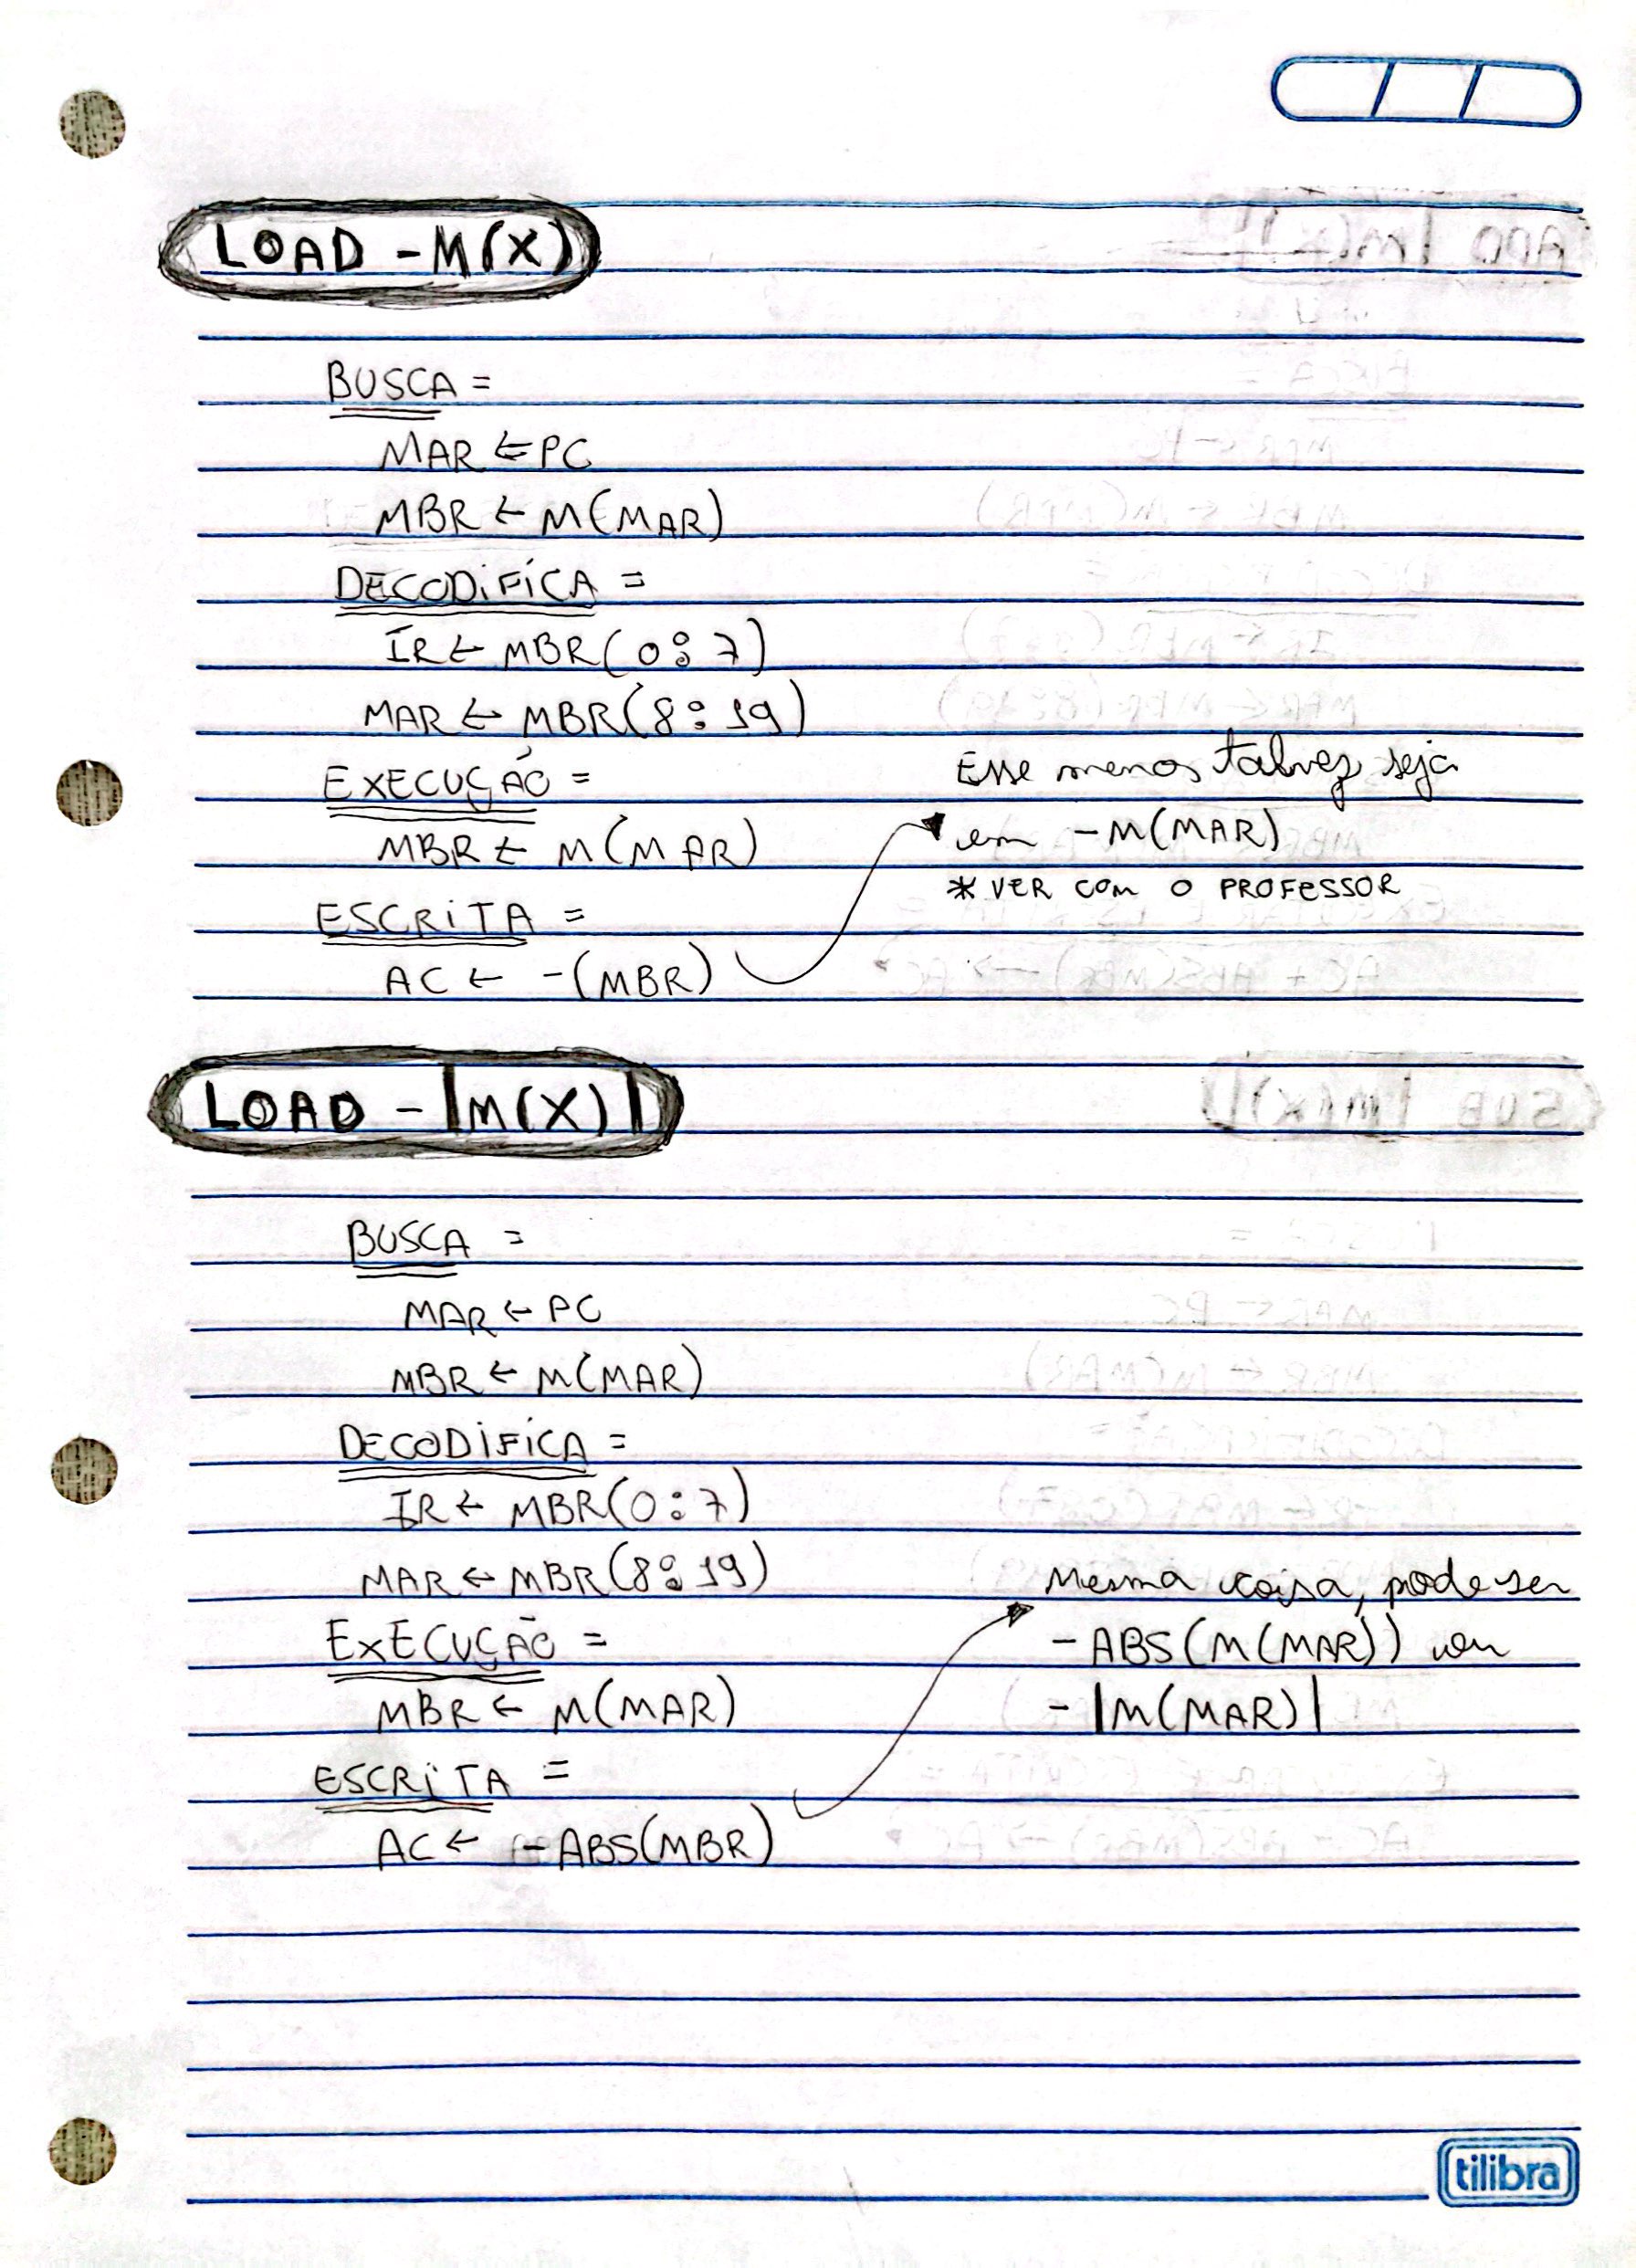 LOAD -M(X)
BUSCA =
MAR ⇐ PC
MBR ← M(MAR)
DECODIFICA =
IR ← MBR(0:7)
MAR ← MBR(8:19)
EXECUÇÃO =
MBR ← M(MAR)
ESCRITA =
AC ← -(MBR)
Esse menos talvez seja
em -M(MAR)
* VER COM O PROFESSOR
LOAD -|M(X)|
BUSCA =
MAR ← PC
MBR ← M(MAR)
DECODIFICA =
IR ← MBR(0:7)
MAR ← MBR(8:19)
EXECUÇÃO =
MBR ← M(MAR)
ESCRITA =
AC ← -ABS(MBR)
Mesma coisa, pode ser
-ABS(M(MAR)) ou
-|M(MAR)|
tilibra